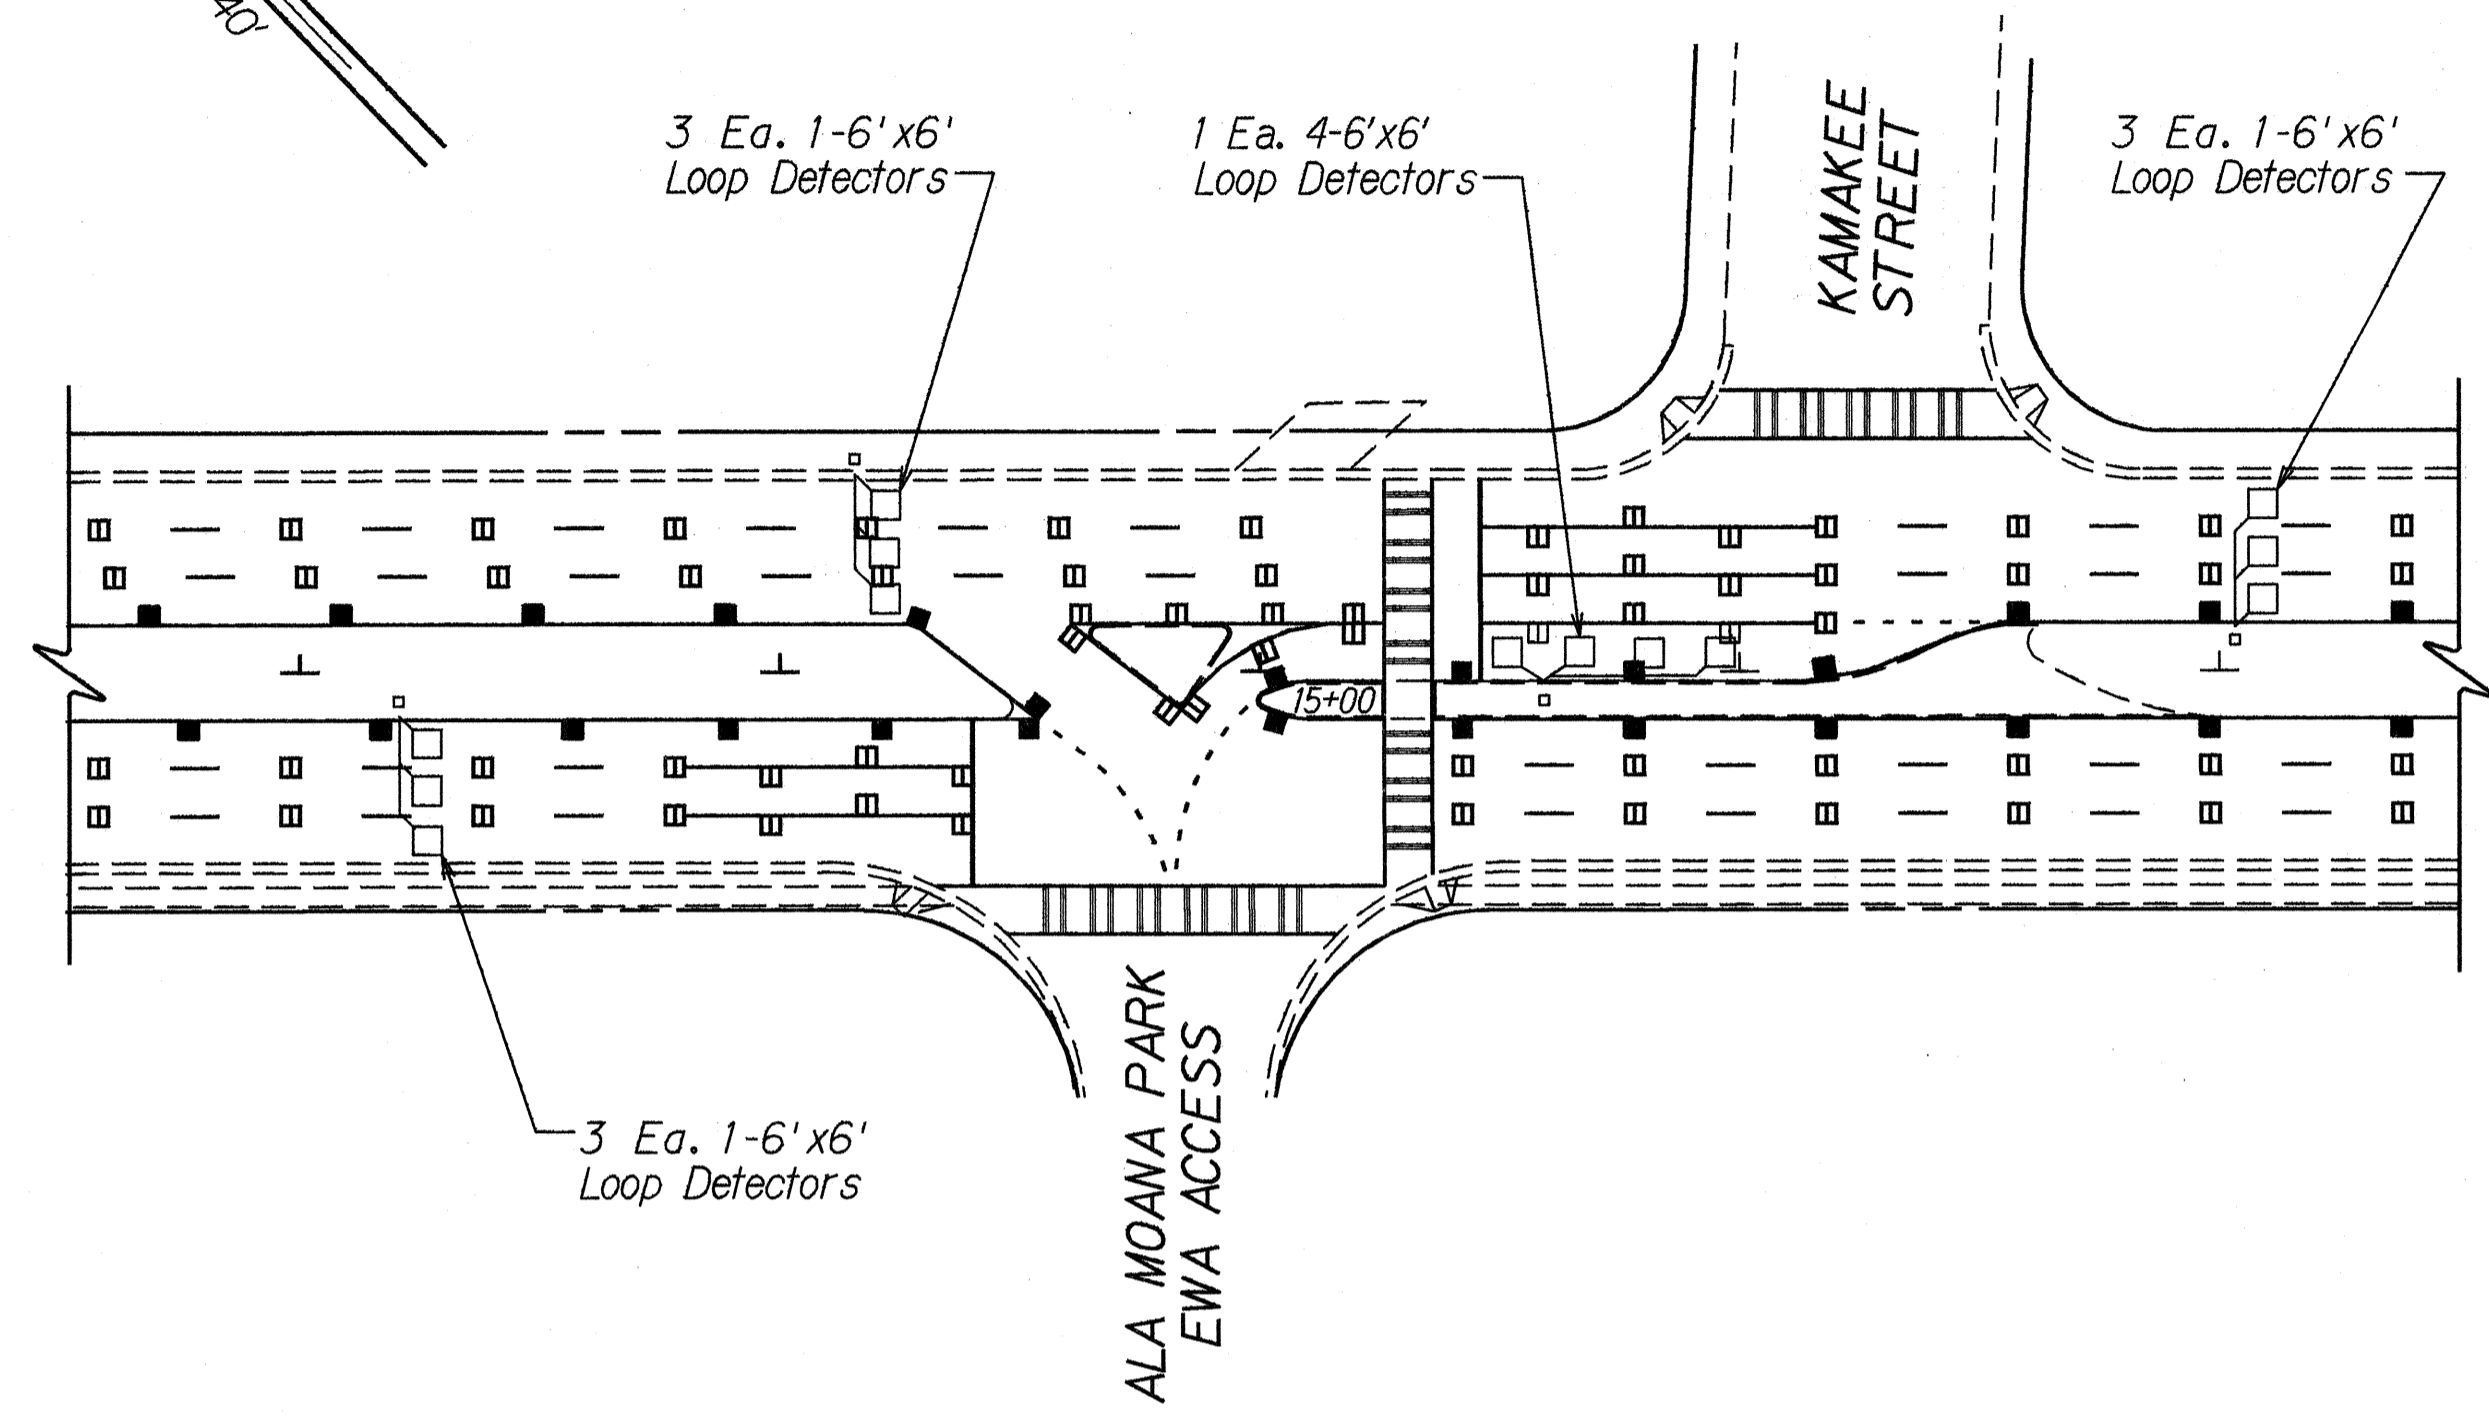 40'
3 Ea. 1-6'x6'
Loop Detectors
1 Ea. 4-6'x6'
Loop Detectors
KAMAKEE
STREET
3 Ea. 1-6'x6'
Loop Detectors
15+00
3 Ea. 1-6'x6'
Loop Detectors
ALA MOANA PARK
EWA ACCESS